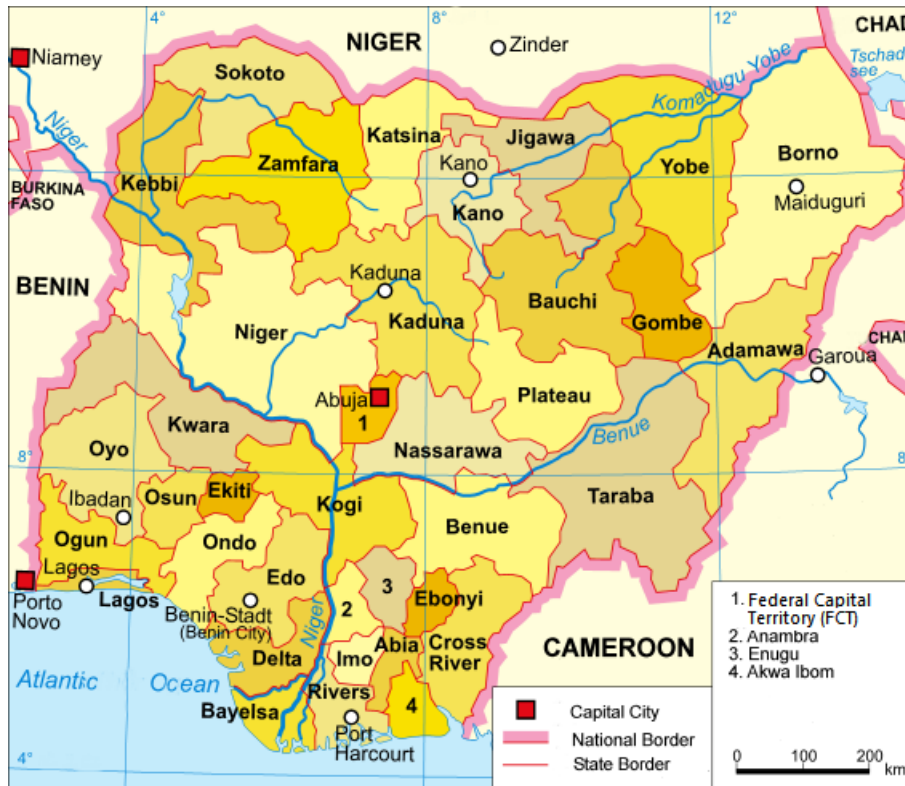 4°
8°
12°
CHAD
Niamey
NIGER
Zinder
Tschad
see
Sokoto
Komadugu Yobe
Niger
Katsina
Jigawa
Zamfara
Kano
Yobe
Borno
Kebbi
BURKINA
FASO
Kano
Maiduguri
BENIN
Kaduna
Bauchi
Niger
Kaduna
Gombe
Adamawa
CHAD
Garoua
Abuja
1
Plateau
Kwara
Nassarawa
Benue
Oyo
8°
8°
Ibadan
Osun
Ekiti
Kogi
Taraba
Benue
Ogun
Ondo
Lagos
Edo
3
Ebonyi
Porto
Novo
Lagos
Benin-Stadt
(Benin City)
Niger
2
Cross
River
Imo
Abia
Delta
CAMEROON
Atlantic Ocean
Bayelsa
Rivers
4
Port
Harcourt
4°
8°
1. Federal Capital
Territory (FCT)
2. Anambra
3. Enugu
4. Akwa Ibom
Capital City
National Border
State Border
0 100 200
km